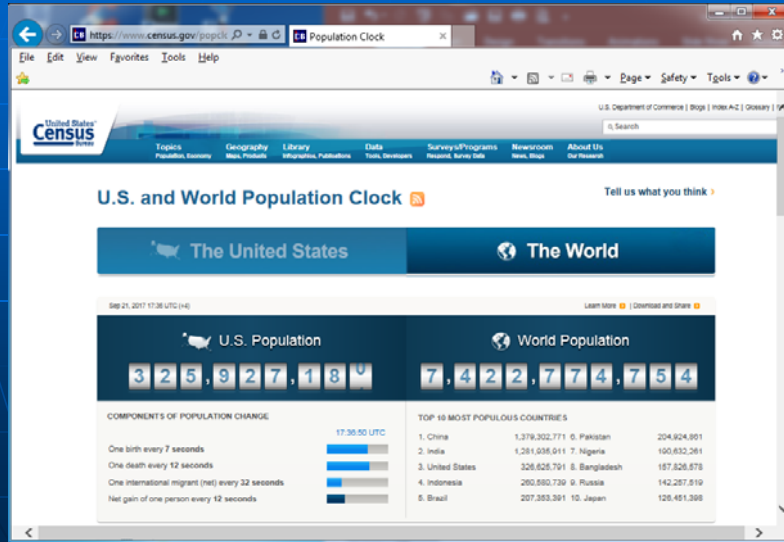 https://www.census.gov/popclo
Population Clock
File Edit View Favorites Tools Help
Page Safety Tools
U.S. Department of Commerce | Blogs | Index A-Z | Glossary |
United States®
Census
Bureau
Search
Topics Geography Library Data Surveys/Programs Newsroom About Us
Population, Economy Maps, Products Infographics, Publications Tools, Developers Respond, Survey Data News, Blogs Our Research
U.S. and World Population Clock
Tell us what you think ›
The United States
The World
Sep 21, 2017 17:36 UTC (+4)
Learn More | Download and Share
U.S. Population
World Population
325,927,180
7,422,774,754
COMPONENTS OF POPULATION CHANGE
17:36:50 UTC
One birth every 7 seconds
One death every 12 seconds
One international migrant (net) every 32 seconds
Net gain of one person every 12 seconds
TOP 10 MOST POPULOUS COUNTRIES
1. China 1,379,302,771 6. Pakistan 204,924,861
2. India 1,281,935,911 7. Nigeria 190,632,261
3. United States 326,625,791 8. Bangladesh 157,826,578
4. Indonesia 260,580,739 9. Russia 142,257,519
5. Brazil 207,353,391 10. Japan 126,451,398